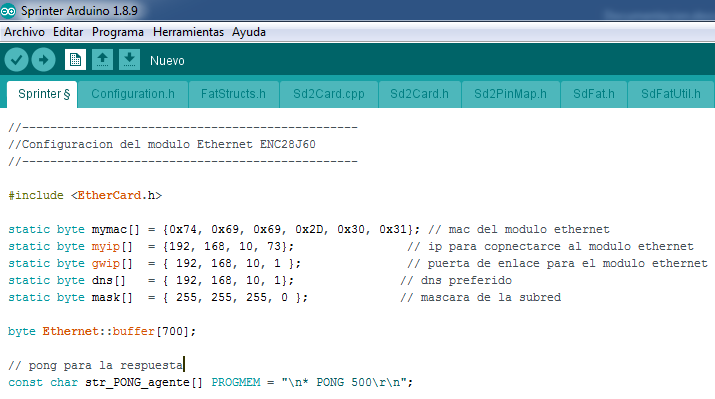 Sprinter Arduino 1.8.9
Archivo Editar Programa Herramientas Ayuda
Nuevo
Sprinter § Configuration.h FatStructs.h Sd2Card.cpp Sd2Card.h Sd2PinMap.h SdFat.h SdFatUtil.h
//------------------------------------------------
//Configuracion del modulo Ethernet ENC28J60
//------------------------------------------------
#include <EtherCard.h>
static byte mymac[] = {0x74, 0x69, 0x69, 0x2D, 0x30, 0x31}; // mac del modulo ethernet
static byte myip[]  = {192, 168, 10, 73};                // ip para copnectarce al modulo ethernet
static byte gwip[]  = { 192, 168, 10, 1 };               // puerta de enlace para el modulo ethernet
static byte dns[]   = { 192, 168, 10, 1};               // dns preferido
static byte mask[]  = { 255, 255, 255, 0 };             // mascara de la subred
byte Ethernet::buffer[700];
// pong para la respuesta
const char str_PONG_agente[] PROGMEM = "\n* PONG 500\r\n";